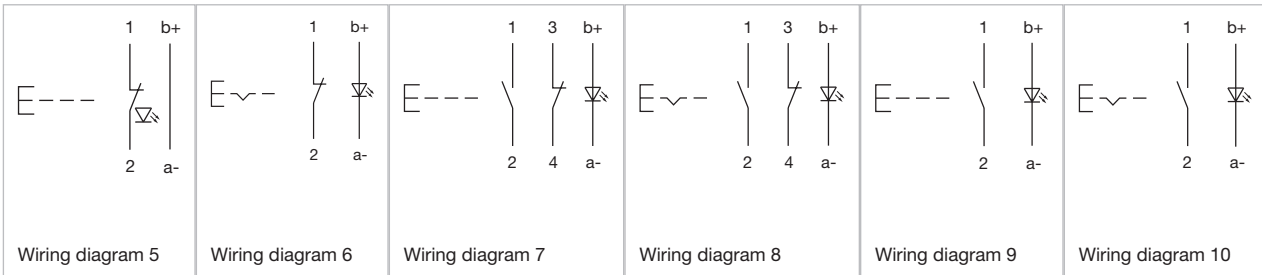 1 b+
2 a-
Wiring diagram 5
1 b+
2 a-
Wiring diagram 6
1 3 b+
2 4 a-
Wiring diagram 7
1 3 b+
2 4 a-
Wiring diagram 8
1 b+
2 a-
Wiring diagram 9
1 b+
2 a-
Wiring diagram 10